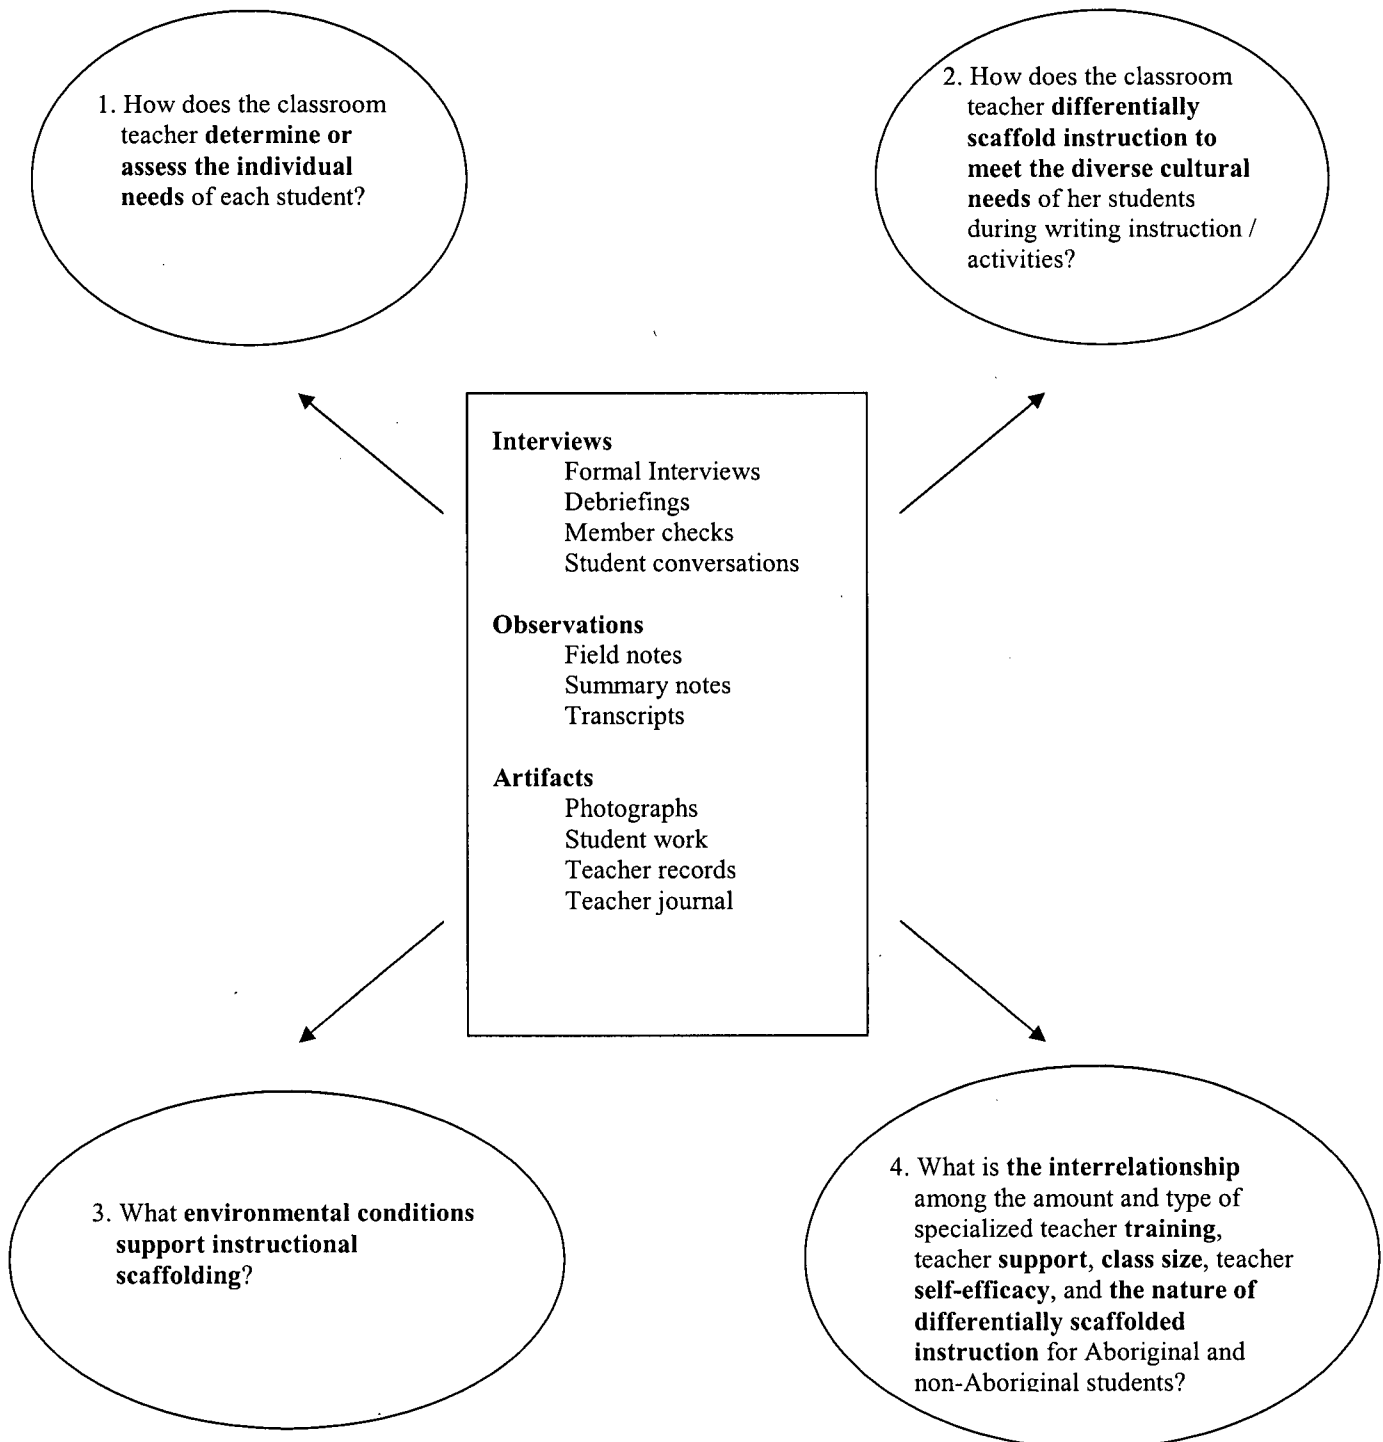 1. How does the classroom
teacher determine or
assess the individual
needs of each student?
2. How does the classroom
teacher differentially
scaffold instruction to
meet the diverse cultural
needs of her students
during writing instruction /
activities?
Interviews
Formal Interviews
Debriefings
Member checks
Student conversations
Observations
Field notes
Summary notes
Transcripts
Artifacts
Photographs
Student work
Teacher records
Teacher journal
3. What environmental conditions
support instructional
scaffolding?
4. What is the interrelationship
among the amount and type of
specialized teacher training,
teacher support, class size, teacher
self-efficacy, and the nature of
differentially scaffolded
instruction for Aboriginal and
non-Aboriginal students?